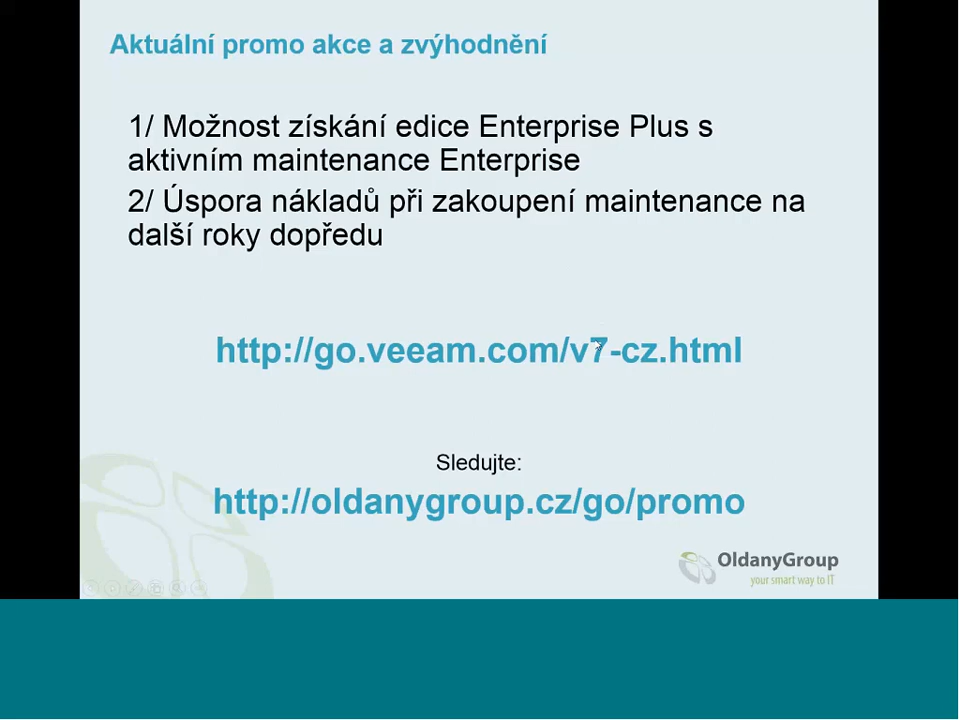 Aktuální promo akce a zvýhodnění
1/ Možnost získání edice Enterprise Plus s
aktivním maintenance Enterprise
2/ Úspora nákladů při zakoupení maintenance na
další roky dopředu
http://go.veeam.com/v7-cz.html
Sledujte:
http://oldanygroup.cz/go/promo
OldanyGroup
your smart way to IT